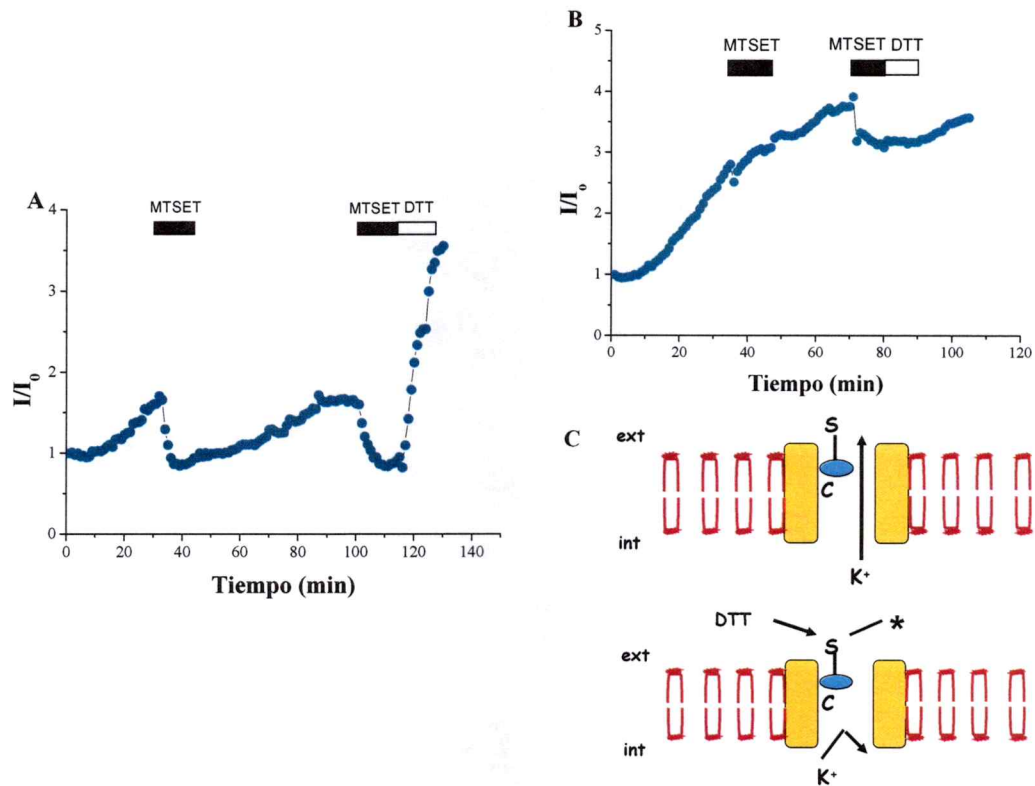 A
MTSET
MTSET DTT
I/I₀
4
3
2
1
0
0 20 40 60 80 100 120 140
Tiempo (min)
B
MTSET
MTSET DTT
I/I₀
5
4
3
2
1
0
0 20 40 60 80 100 120
Tiempo (min)
C
ext
S
C
int
K⁺
DTT
S
*
ext
C
int
K⁺